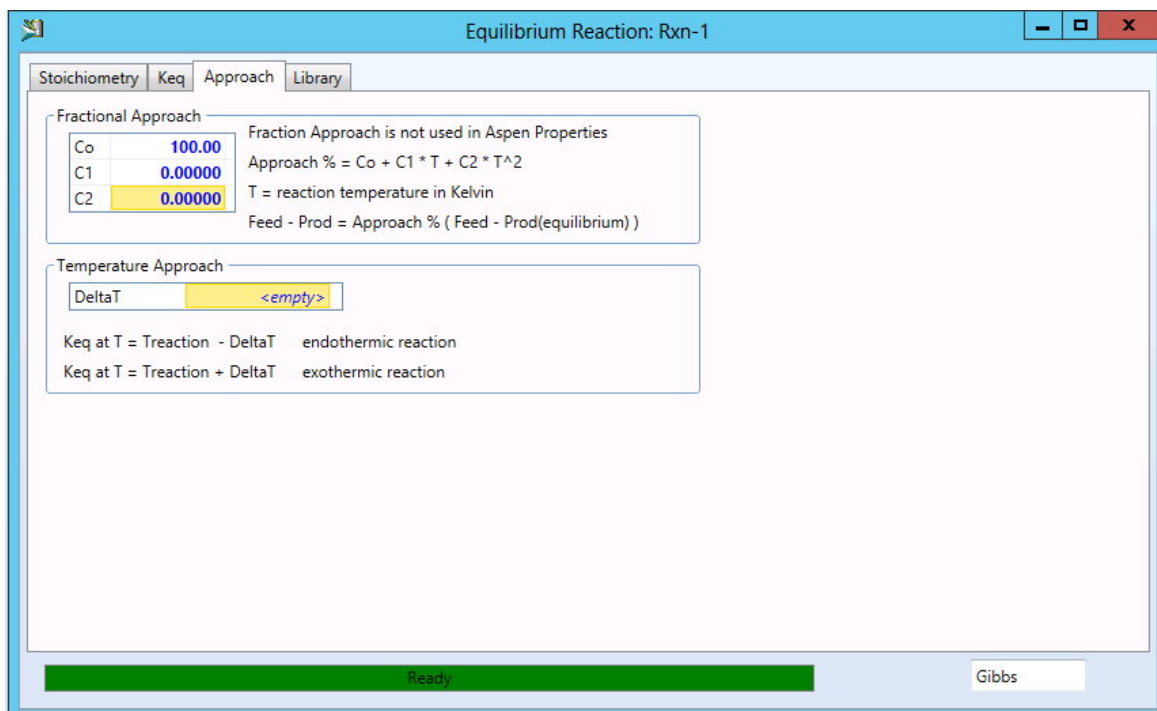 Equilibrium Reaction: Rxn-1
Stoichiometry Keq Approach Library
Fractional Approach
Co 100.00
C1 0.00000
C2 0.00000
Fraction Approach is not used in Aspen Properties
Approach % = Co + C1 * T + C2 * T^2
T = reaction temperature in Kelvin
Feed - Prod = Approach % ( Feed - Prod(equilibrium) )
Temperature Approach
DeltaT <empty>
Keq at T = Treaction - DeltaT endothermic reaction
Keq at T = Treaction + DeltaT exothermic reaction
Ready
Gibbs